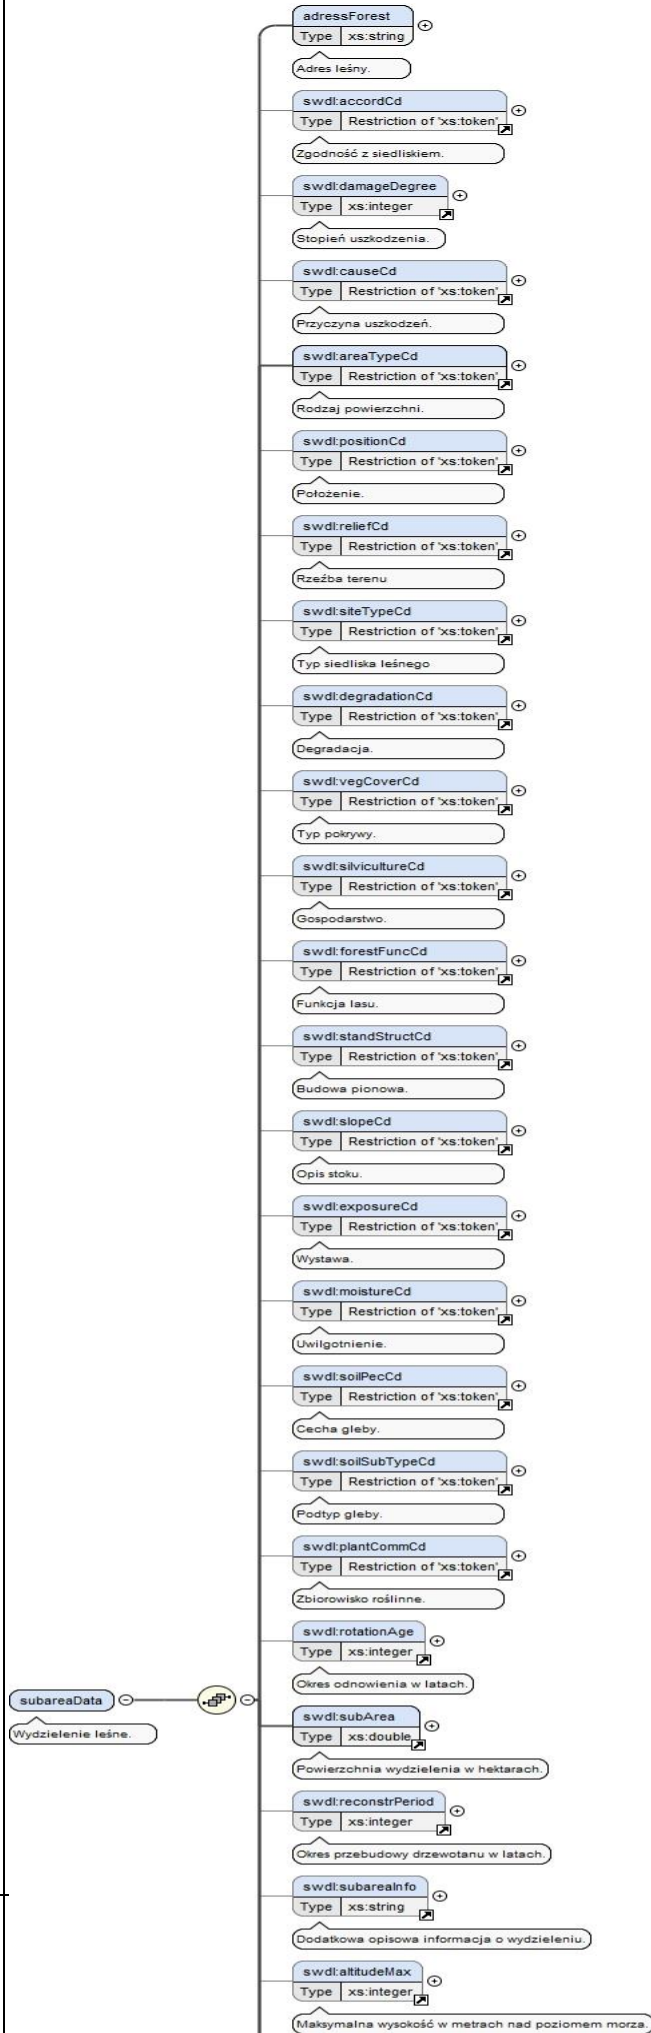 adressForest
Type xs:string
Adres leśny.
swdl:accordCd
Type Restriction of 'xs:token'
Zgodność z siedliskiem.
swdl:damageDegree
Type xs:integer
Stopień uszkodzenia.
swdl:causeCd
Type Restriction of 'xs:token'
Przyczyna uszkodzeń.
swdl:areaTypeCd
Type Restriction of 'xs:token'
Rodzaj powierzchni.
swdl:positionCd
Type Restriction of 'xs:token'
Położenie.
swdl:reliefCd
Type Restriction of 'xs:token'
Rzeźba terenu
swdl:siteTypeCd
Type Restriction of 'xs:token'
Typ siedliska leśnego
swdl:degradationCd
Type Restriction of 'xs:token'
Degradacja.
swdl:vegCoverCd
Type Restriction of 'xs:token'
Typ pokrywy.
swdl:silvicultureCd
Type Restriction of 'xs:token'
Gospodarstwo.
swdl:forestFuncCd
Type Restriction of 'xs:token'
Funkcja lasu.
swdl:standStructCd
Type Restriction of 'xs:token'
Budowa pionowa.
swdl:slopeCd
Type Restriction of 'xs:token'
Opis stoku.
swdl:exposureCd
Type Restriction of 'xs:token'
Wystawa.
swdl:moistureCd
Type Restriction of 'xs:token'
Uwilgotnienie.
swdl:soilPecCd
Type Restriction of 'xs:token'
Cecha gleby.
swdl:soilSubTypeCd
Type Restriction of 'xs:token'
Podtyp gleby.
swdl:plantCommCd
Type Restriction of 'xs:token'
Zbiorowisko roślinne.
swdl:rotationAge
Type xs:integer
Okres odnowienia w latach.
subareaData
Wydzielenie leśne.
swdl:subArea
Type xs:double
Powierzchnia wydzielenia w hektarach.
swdl:reconstrPeriod
Type xs:integer
Okres przebudowy drzewotanu w latach.
swdl:subareaInfo
Type xs:string
Dodatkowa opisowa informacja o wydzieleniu.
swdl:altitudeMax
Type xs:integer
Maksymalna wysokość w metrach nad poziomem morza.